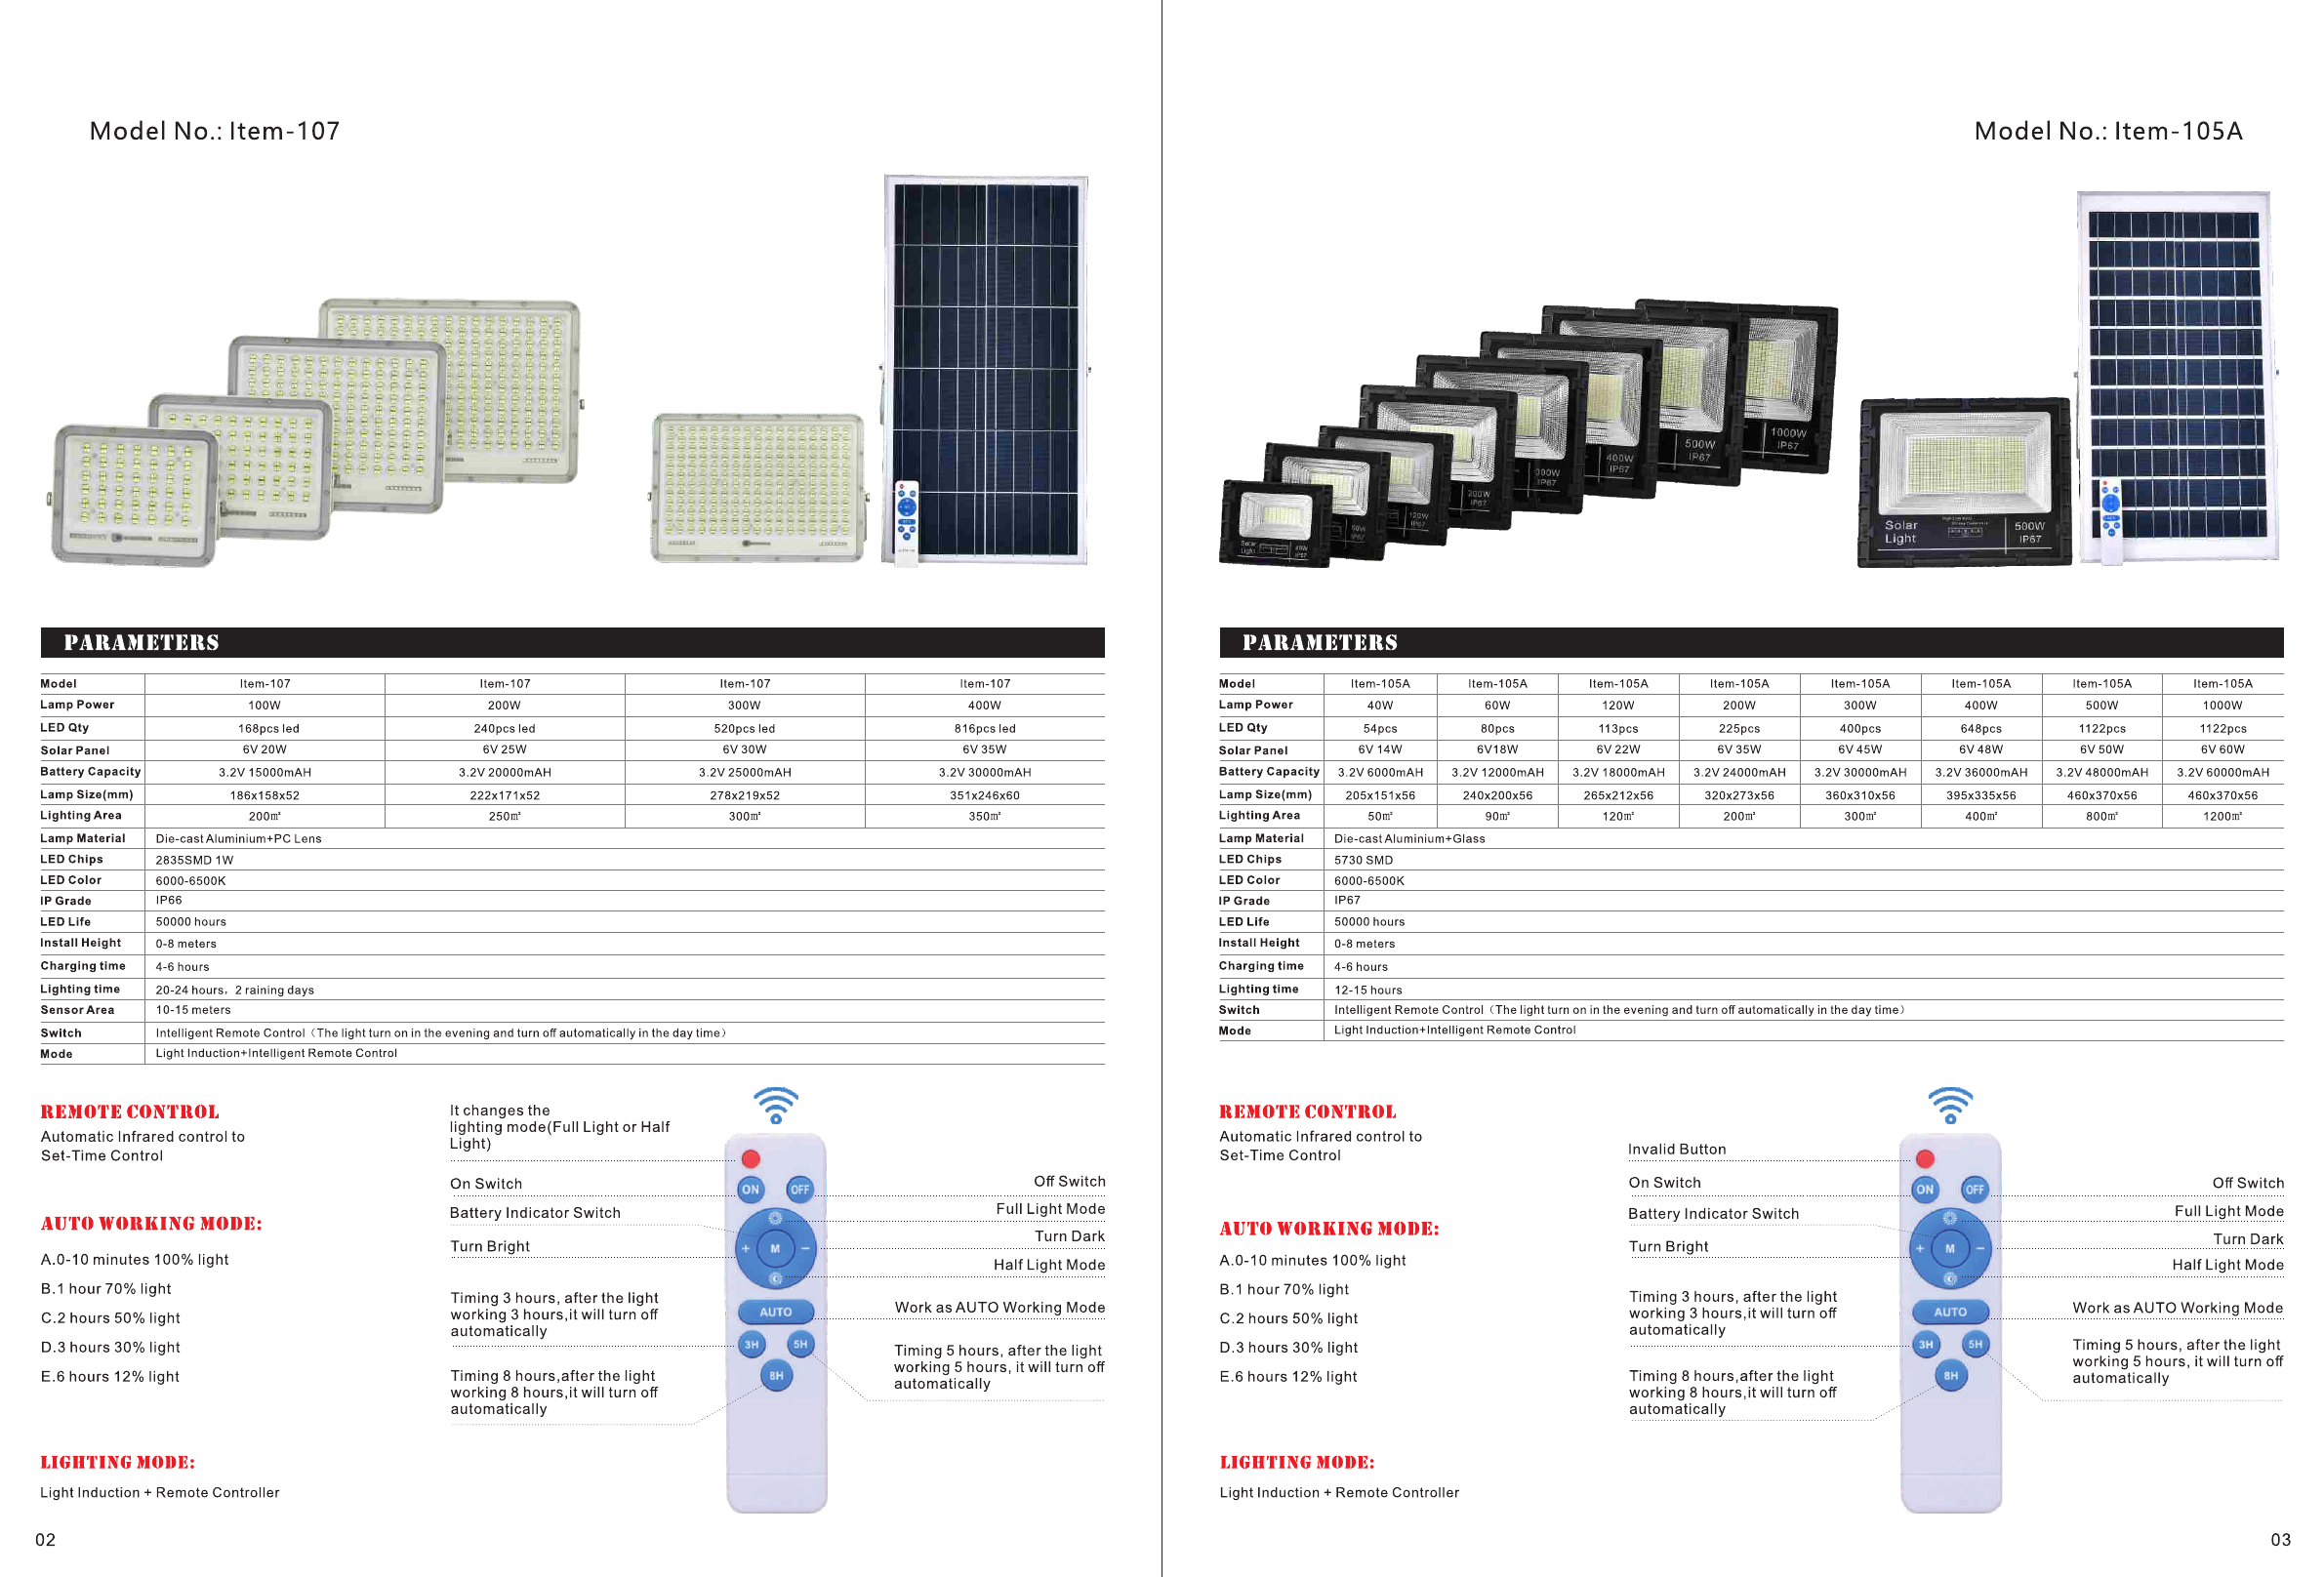 Model No.: Item-107
PARAMETERS
Model Item-107 Item-107 Item-107 Item-107
Lamp Power 100W 200W 300W 400W
LED Qty 168pcs led 240pcs led 520pcs led 816pcs led
Solar Panel 6V 20W 6V 25W 6V 30W 6V 35W
Battery Capacity 3.2V 15000mAH 3.2V 20000mAH 3.2V 25000mAH 3.2V 30000mAH
Lamp Size(mm) 186x158x52 222x171x52 278x219x52 351x246x60
Lighting Area 200m² 250m² 300m² 350m²
Lamp Material Die-cast Aluminium+PC Lens
LED Chips 2835SMD 1W
LED Color 6000-6500K
IP Grade IP66
LED Life 50000 hours
Install Height 0-8 meters
Charging time 4-6 hours
Lighting time 20-24 hours，2 raining days
Sensor Area 10-15 meters
Switch Intelligent Remote Control（The light turn on in the evening and turn off automatically in the day time）
Mode Light Induction+Intelligent Remote Control
REMOTE CONTROL
Automatic Infrared control to
Set-Time Control
AUTO WORKING MODE:
A.0-10 minutes 100% light
B.1 hour 70% light
C.2 hours 50% light
D.3 hours 30% light
E.6 hours 12% light
LIGHTING MODE:
Light Induction + Remote Controller
It changes the
lighting mode(Full Light or Half
Light)
On Switch
Battery Indicator Switch
Turn Bright
Timing 3 hours, after the light
working 3 hours,it will turn off
automatically
Timing 8 hours,after the light
working 8 hours,it will turn off
automatically
ON OFF
+ M −
AUTO
3H 5H
8H
Off Switch
Full Light Mode
Turn Dark
Half Light Mode
Work as AUTO Working Mode
Timing 5 hours, after the light
working 5 hours, it will turn off
automatically
02
Model No.: Item-105A
1000W
IP67
500W
IP67
400W
IP67
300W
IP67
200W
IP67
120W
IP67
60W
IP67
Solar
Light
40W
IP67
Solar
Light
500W
IP67
PARAMETERS
Model Item-105A Item-105A Item-105A Item-105A Item-105A Item-105A Item-105A Item-105A
Lamp Power 40W 60W 120W 200W 300W 400W 500W 1000W
LED Qty 54pcs 80pcs 113pcs 225pcs 400pcs 648pcs 1122pcs 1122pcs
Solar Panel 6V 14W 6V18W 6V 22W 6V 35W 6V 45W 6V 48W 6V 50W 6V 60W
Battery Capacity 3.2V 6000mAH 3.2V 12000mAH 3.2V 18000mAH 3.2V 24000mAH 3.2V 30000mAH 3.2V 36000mAH 3.2V 48000mAH 3.2V 60000mAH
Lamp Size(mm) 205x151x56 240x200x56 265x212x56 320x273x56 360x310x56 395x335x56 460x370x56 460x370x56
Lighting Area 50m² 90m² 120m² 200m² 300m² 400m² 800m² 1200m²
Lamp Material Die-cast Aluminium+Glass
LED Chips 5730 SMD
LED Color 6000-6500K
IP Grade IP67
LED Life 50000 hours
Install Height 0-8 meters
Charging time 4-6 hours
Lighting time 12-15 hours
Switch Intelligent Remote Control（The light turn on in the evening and turn off automatically in the day time）
Mode Light Induction+Intelligent Remote Control
REMOTE CONTROL
Automatic Infrared control to
Set-Time Control
AUTO WORKING MODE:
A.0-10 minutes 100% light
B.1 hour 70% light
C.2 hours 50% light
D.3 hours 30% light
E.6 hours 12% light
LIGHTING MODE:
Light Induction + Remote Controller
Invalid Button
On Switch
Battery Indicator Switch
Turn Bright
Timing 3 hours, after the light
working 3 hours,it will turn off
automatically
Timing 8 hours,after the light
working 8 hours,it will turn off
automatically
ON OFF
+ M −
AUTO
3H 5H
8H
Off Switch
Full Light Mode
Turn Dark
Half Light Mode
Work as AUTO Working Mode
Timing 5 hours, after the light
working 5 hours, it will turn off
automatically
03